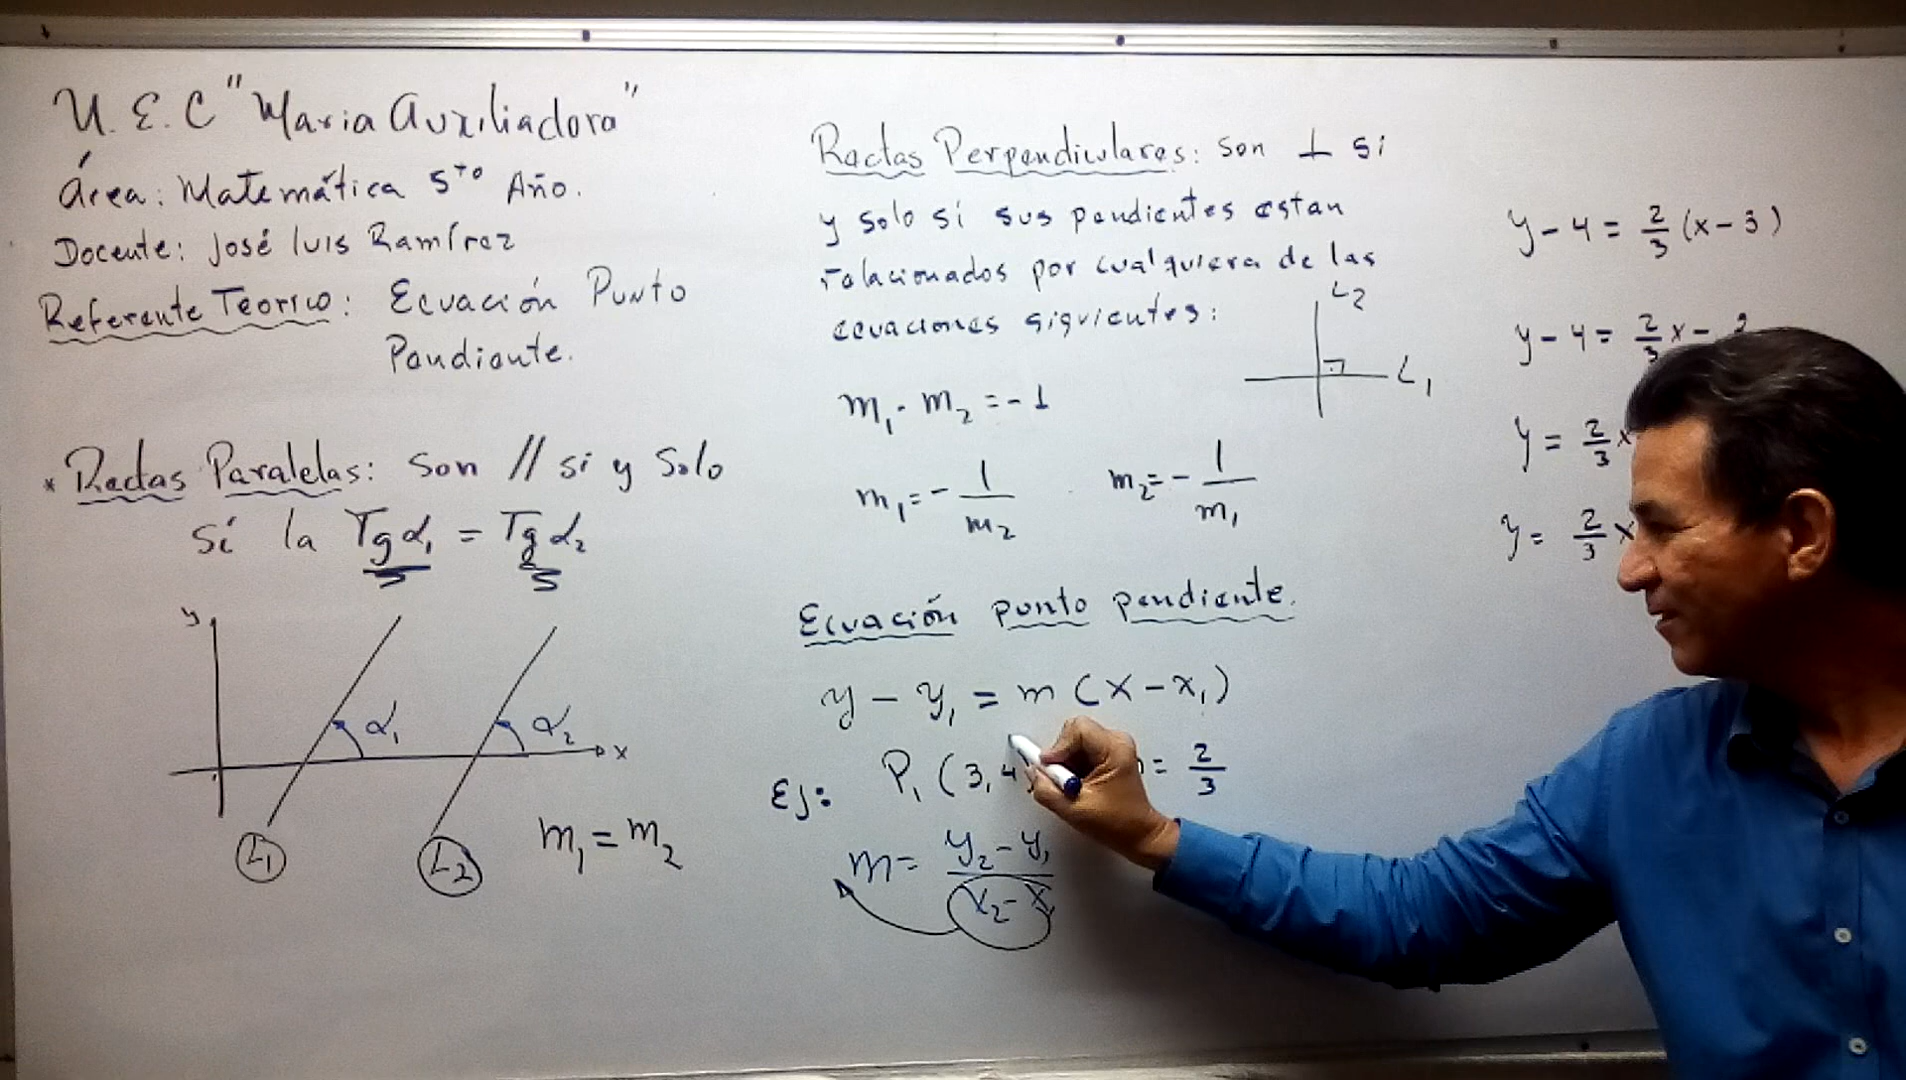 U.E.C "Maria Auxiliadora"
Área: Matemática 5to Año.
Docente: José luis Ramírez
Referente Teorico: Ecuación Punto
Pendiente.
* Rectas Paralelas: son // si y solo
sí la Tgα₁ = Tgα₂
y
α₁
α₂
x
L₁
L₂
m₁ = m₂
Rectas Perpendiculares: son ⊥ si
y solo si sus pendientes estan
relacionados por cualquiera de las
ecuaciones siguientes:
L₂
L₁
m₁ . m₂ = -1
m₁ = - 1/m₂
m₂ = - 1/m₁
Ecuación punto pendiente.
y - y₁ = m (x - x₁)
Ej: P₁ (3,4) = 2/3
m = y₂ - y₁ / x₂ - x₁
y - 4 = 2/3 (x - 3)
y - 4 = 2/3 x - 2
y = 2/3 x
y = 2/3 x